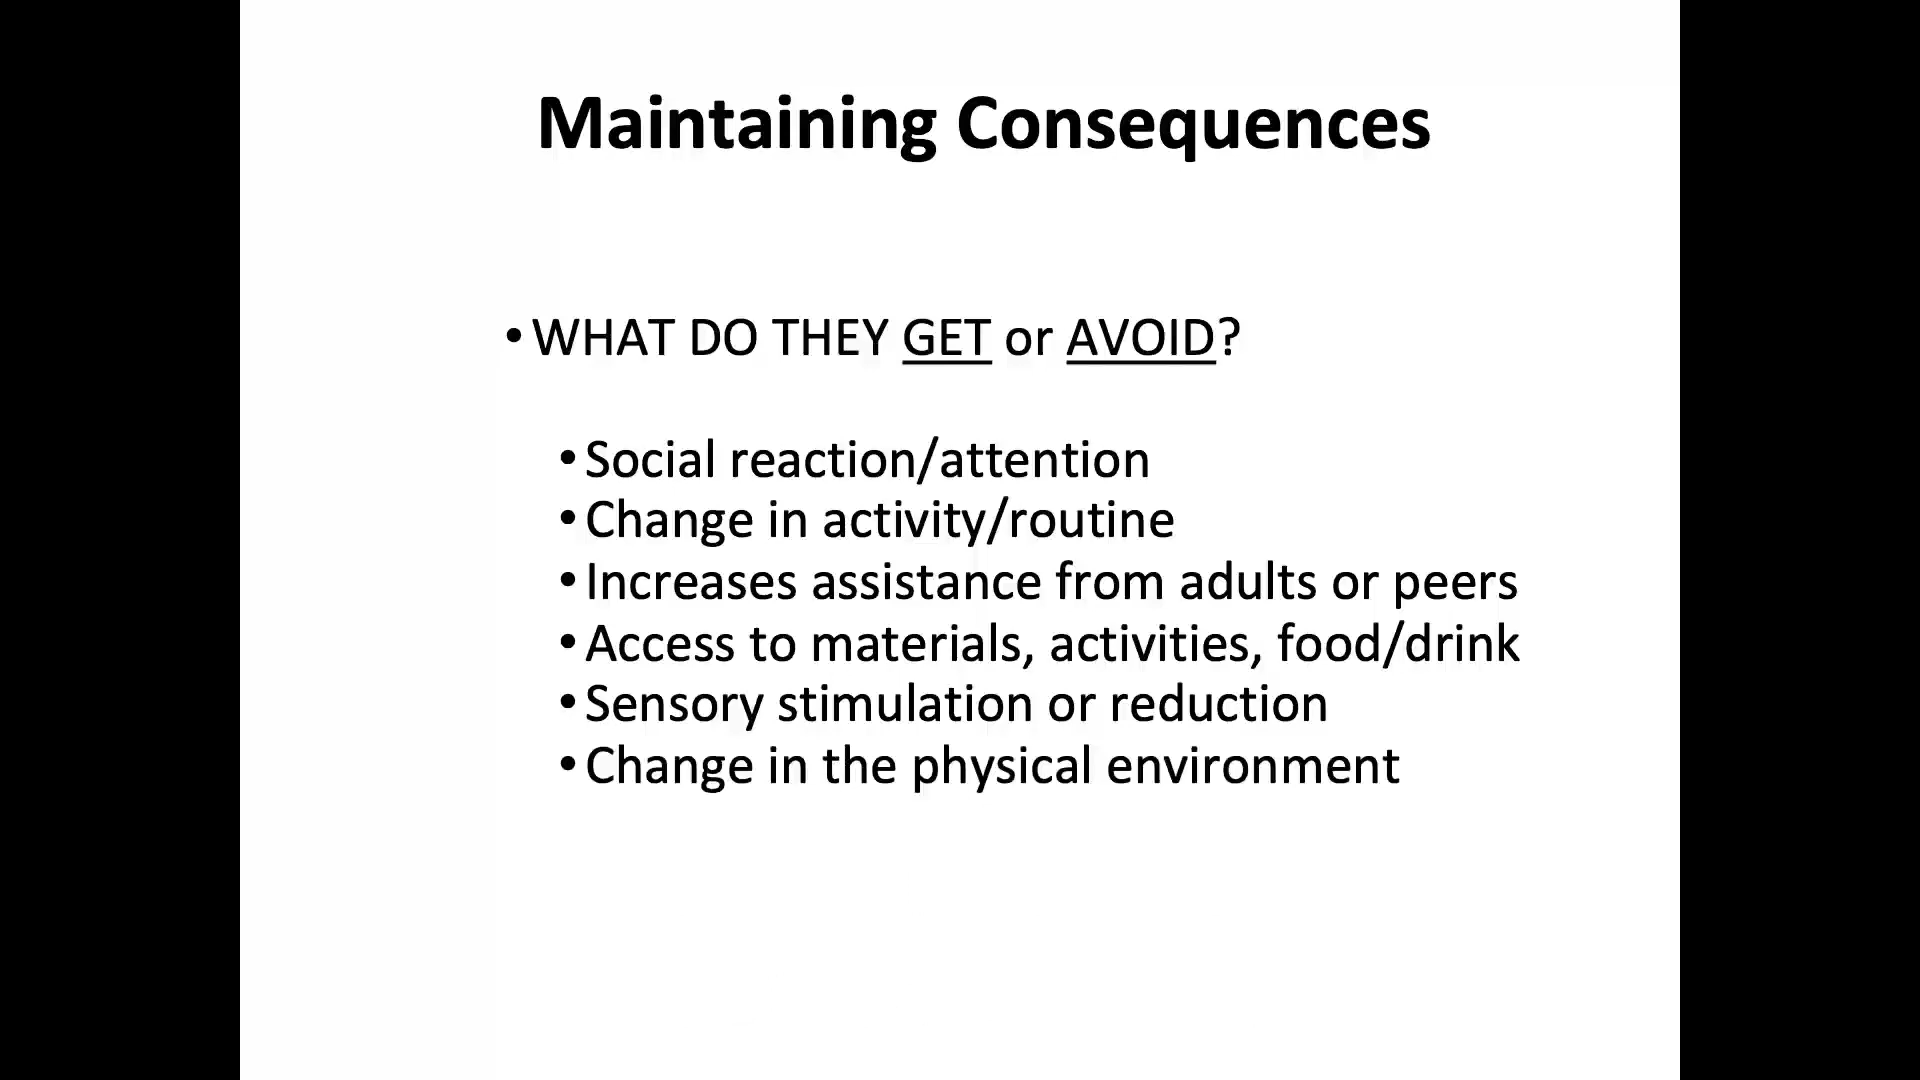 Maintaining Consequences
• WHAT DO THEY GET or AVOID?
• Social reaction/attention
• Change in activity/routine
• Increases assistance from adults or peers
• Access to materials, activities, food/drink
• Sensory stimulation or reduction
• Change in the physical environment